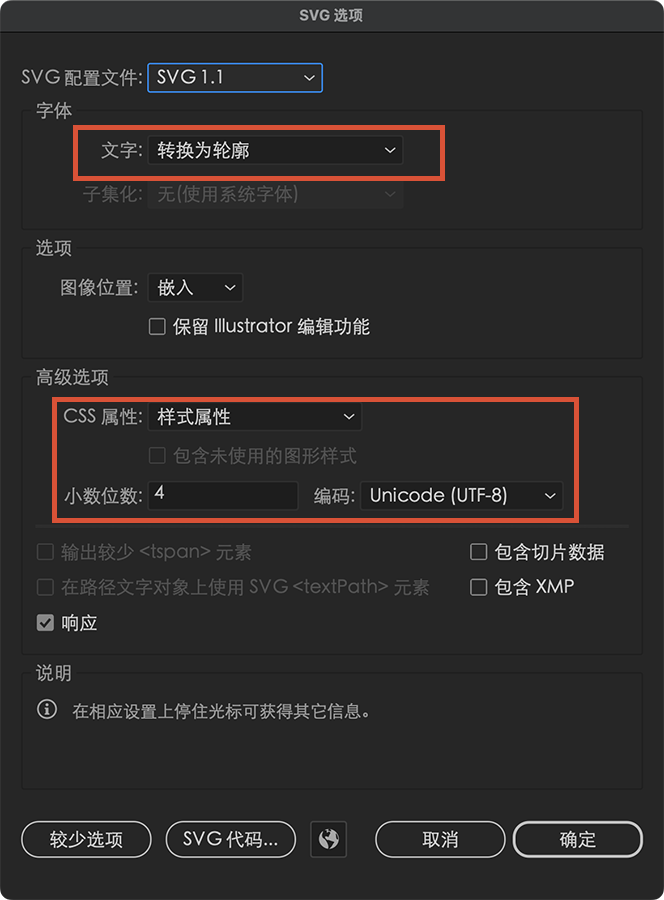 SVG 选项
SVG 配置文件: SVG 1.1
字体
文字: 转换为轮廓
子集化: 无(使用系统字体)
选项
图像位置: 嵌入
保留 Illustrator 编辑功能
高级选项
CSS 属性: 样式属性
包含未使用的图形样式
小数位数: 4 编码: Unicode (UTF-8)
输出较少 <tspan> 元素 包含切片数据
在路径文字对象上使用 SVG <textPath> 元素 包含 XMP
响应
说明
在相应设置上停住光标可获得其它信息。
较少选项 SVG 代码... 取消 确定